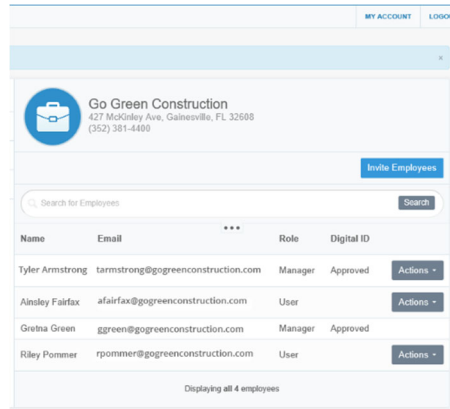 MY ACCOUNT LOGO
×
Go Green Construction
427 McKinley Ave, Gainesville, FL 32608
(352) 381-4400
Invite Employees
Search for Employees Search
•••
Name Email Role Digital ID
Tyler Armstrong tarmstrong@gogreenconstruction.com Manager Approved Actions
Ainsley Fairfax afairfax@gogreenconstruction.com User Actions
Gretna Green ggreen@gogreenconstruction.com Manager Approved
Riley Pommer rpommer@gogreenconstruction.com User Actions
Displaying all 4 employees